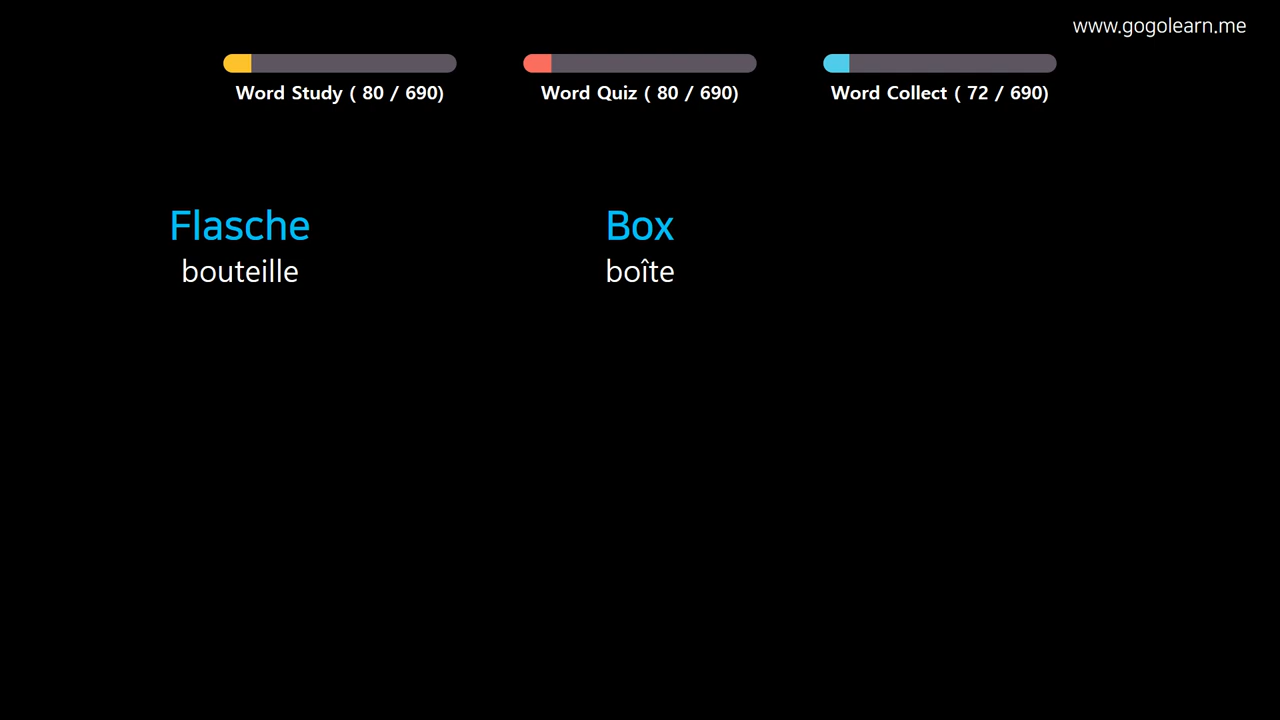 www.gogolearn.me
Word Study ( 80 / 690)
Word Quiz ( 80 / 690)
Word Collect ( 72 / 690)
Flasche
bouteille
Box
boîte